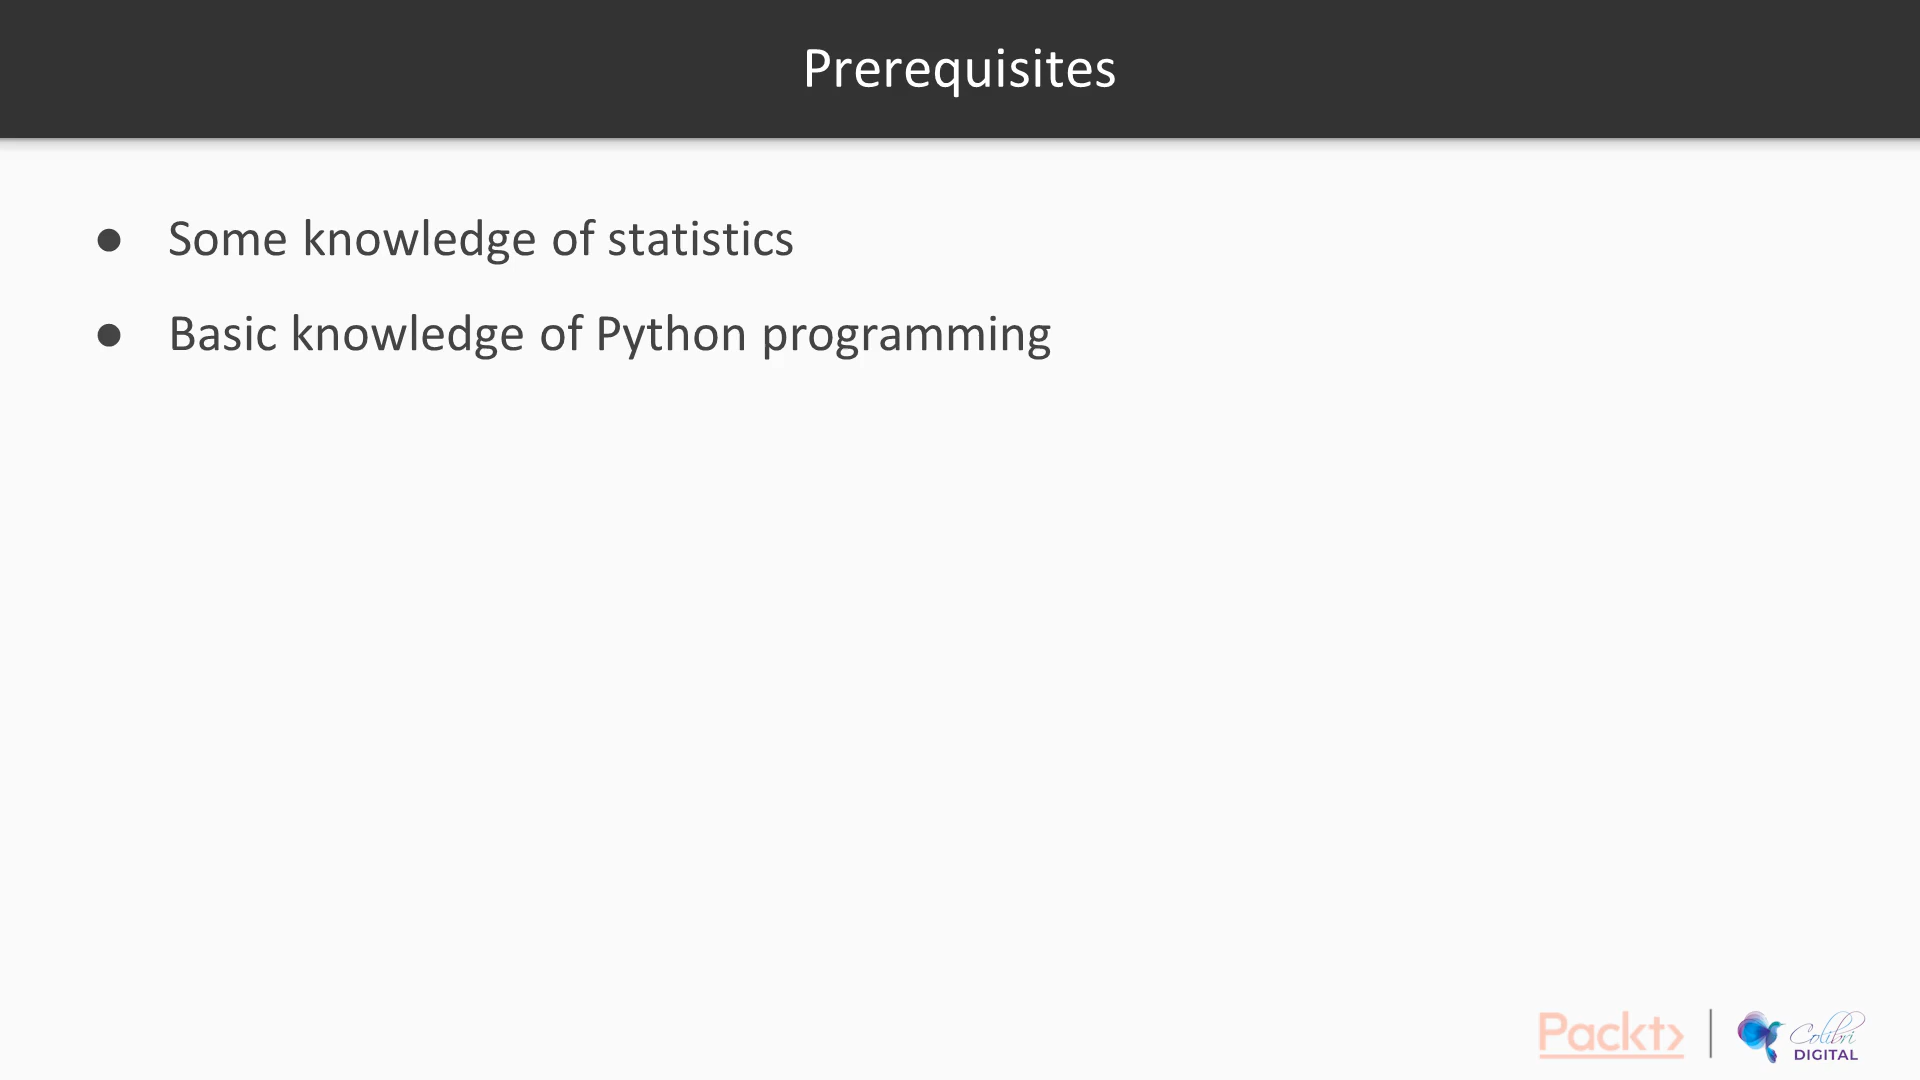 Prerequisites
● Some knowledge of statistics
● Basic knowledge of Python programming
Packt>
Colibri
DIGITAL